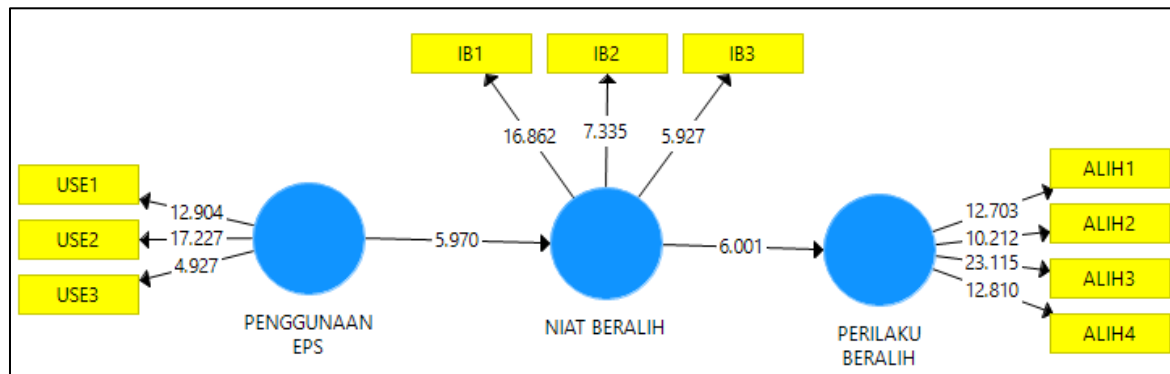 IB1
IB2
IB3
16.862
7.335
5.927
USE1
USE2
USE3
12.904
17.227
4.927
5.970
6.001
12.703
10.212
23.115
12.810
ALIH1
ALIH2
ALIH3
ALIH4
PENGGUNAAN
EPS
NIAT BERALIH
PERILAKU
BERALIH